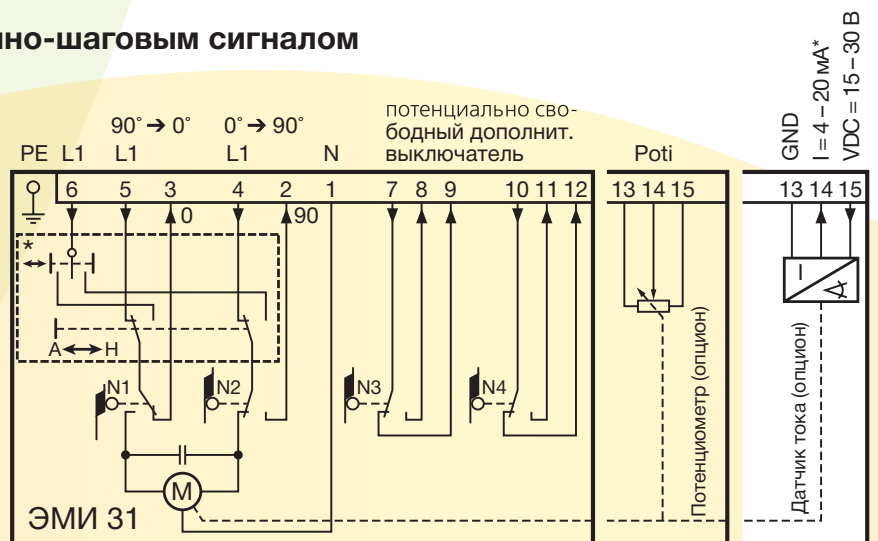 нно-шаговым сигналом
90° → 0° 0° → 90°
PE L1 L1 L1 N
потенциально сво-
бодный дополнит.
выключатель
Poti
GND
I = 4 – 20 мА*
VDC = 15 – 30 В
6 5 3 4 2 1 7 8 9 10 11 12
13 14 15
13 14 15
0 90
*
A H
N1 N2 N3 N4
I
M
ЭМИ 31
Потенциометр (опцион)
Датчик тока (опцион)